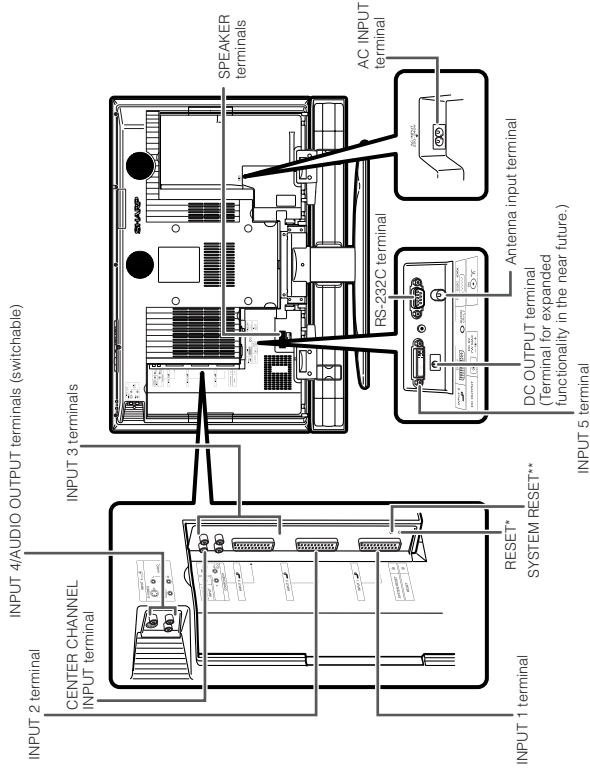 INPUT 4/AUDIO OUTPUT terminals (switchable)
INPUT 3 terminals
INPUT 2 terminal
CENTER CHANNEL
INPUT terminal
INPUT 1 terminal
RESET*
SYSTEM RESET**
SHARP
SPEAKER
terminals
AC INPUT
terminal
RS-232C terminal
Antenna input terminal
DC OUTPUT terminal
(Terminal for expanded
functionality in the near future.)
INPUT 5 terminal